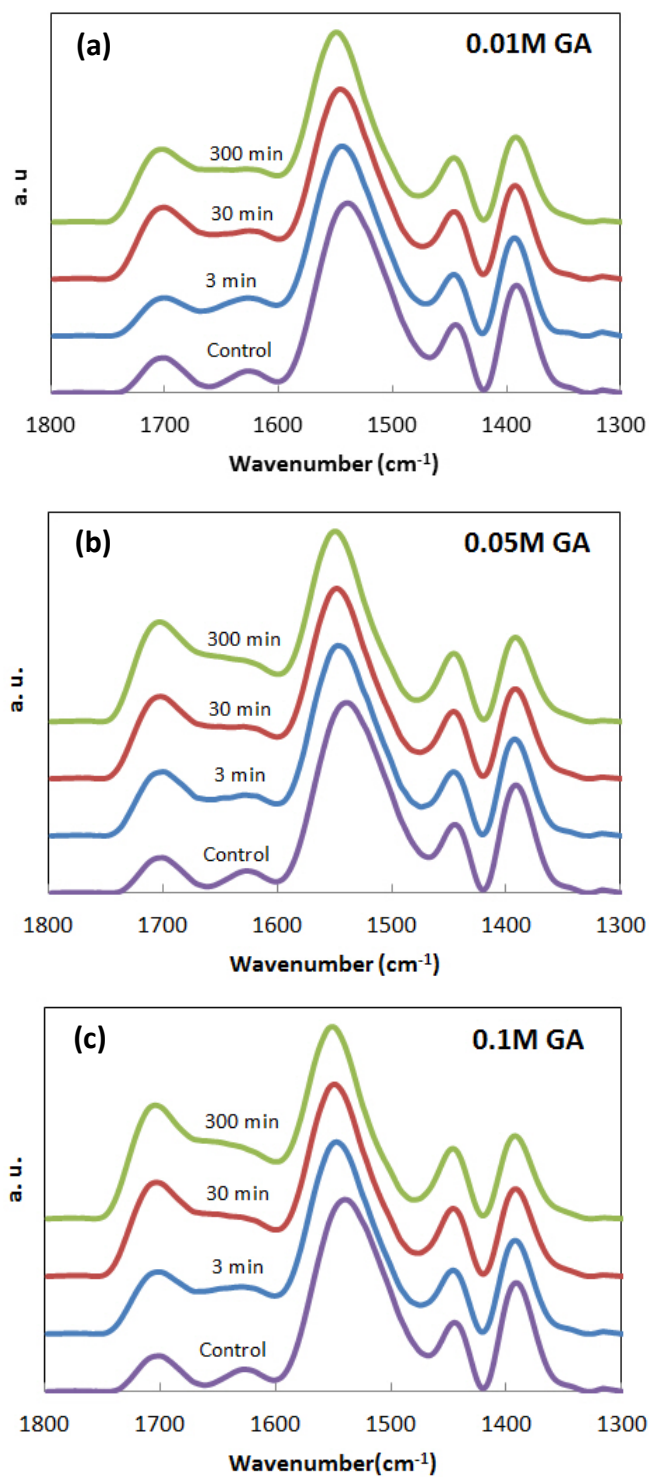 (a)
0.01M GA
300 min
30 min
3 min
Control
a. u
1800 1700 1600 1500 1400 1300
Wavenumber (cm-1)
(b)
0.05M GA
300 min
30 min
3 min
Control
a. u.
1800 1700 1600 1500 1400 1300
Wavenumber (cm-1)
(c)
0.1M GA
300 min
30 min
3 min
Control
a. u.
1800 1700 1600 1500 1400 1300
Wavenumber(cm-1)